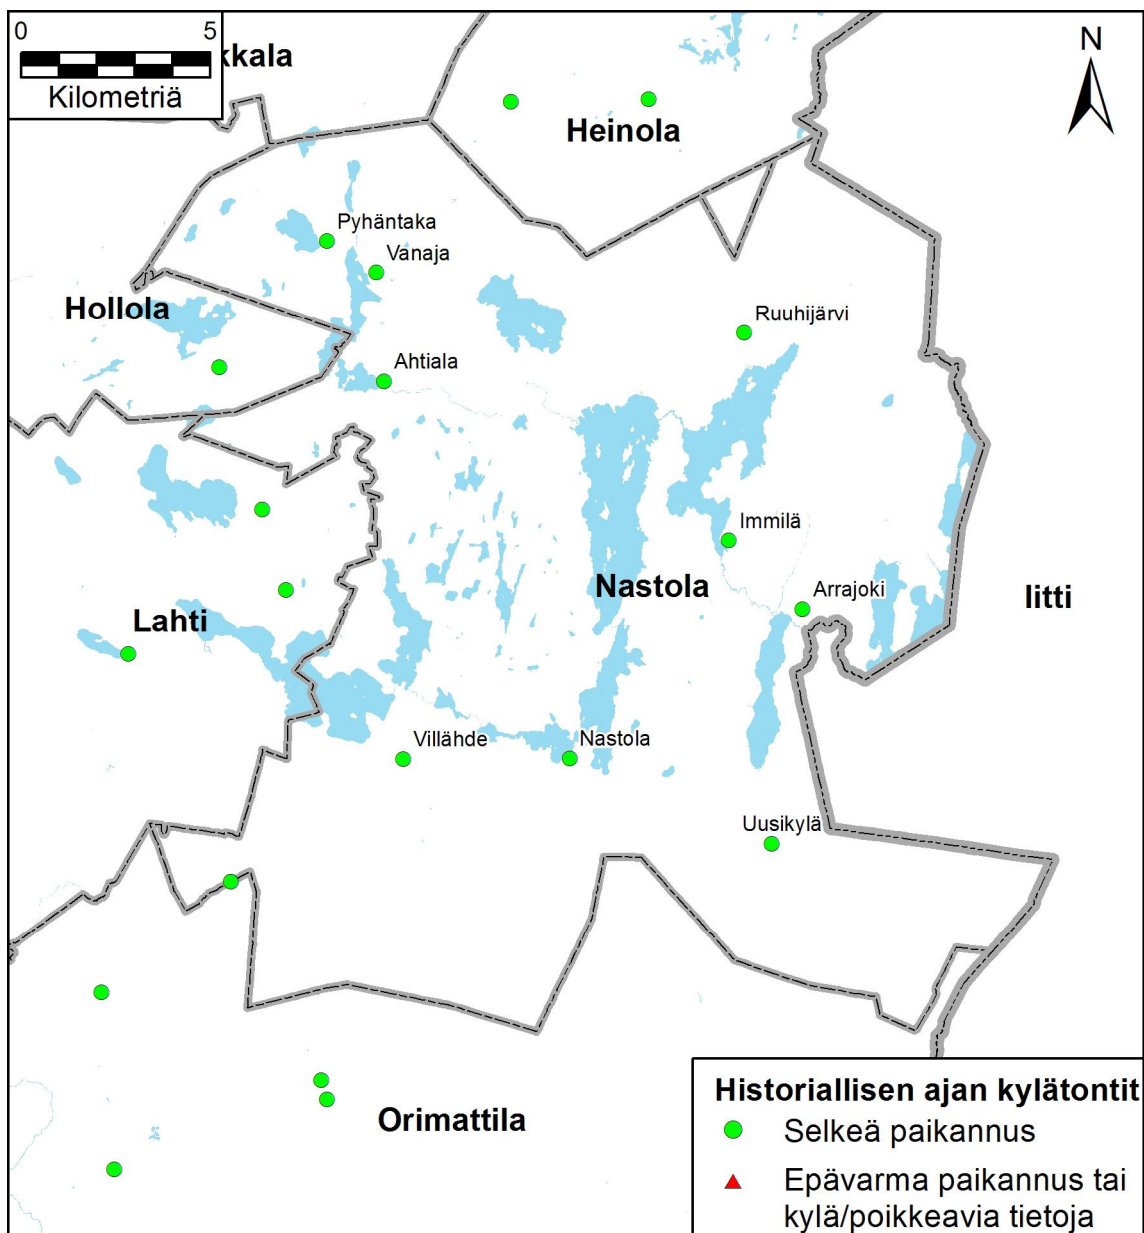 0 5
Kilometriä
kkala
N
Heinola
Pyhäntaka
Vanaja
Hollola
Ruuhijärvi
Ahtiala
Immilä
Nastola
Iitti
Arrajoki
Lahti
Villähde
Nastola
Uusikylä
Orimattila
Historiallisen ajan kylätontit
Selkeä paikannus
Epävarma paikannus tai
kylä/poikkeavia tietoja